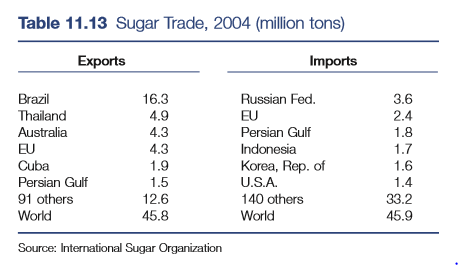 Table 11.13 Sugar Trade, 2004 (million tons)
Exports Imports
Brazil 16.3 Russian Fed. 3.6
Thailand 4.9 EU 2.4
Australia 4.3 Persian Gulf 1.8
EU 4.3 Indonesia 1.7
Cuba 1.9 Korea, Rep. of 1.6
Persian Gulf 1.5 U.S.A. 1.4
91 others 12.6 140 others 33.2
World 45.8 World 45.9
Source: International Sugar Organization